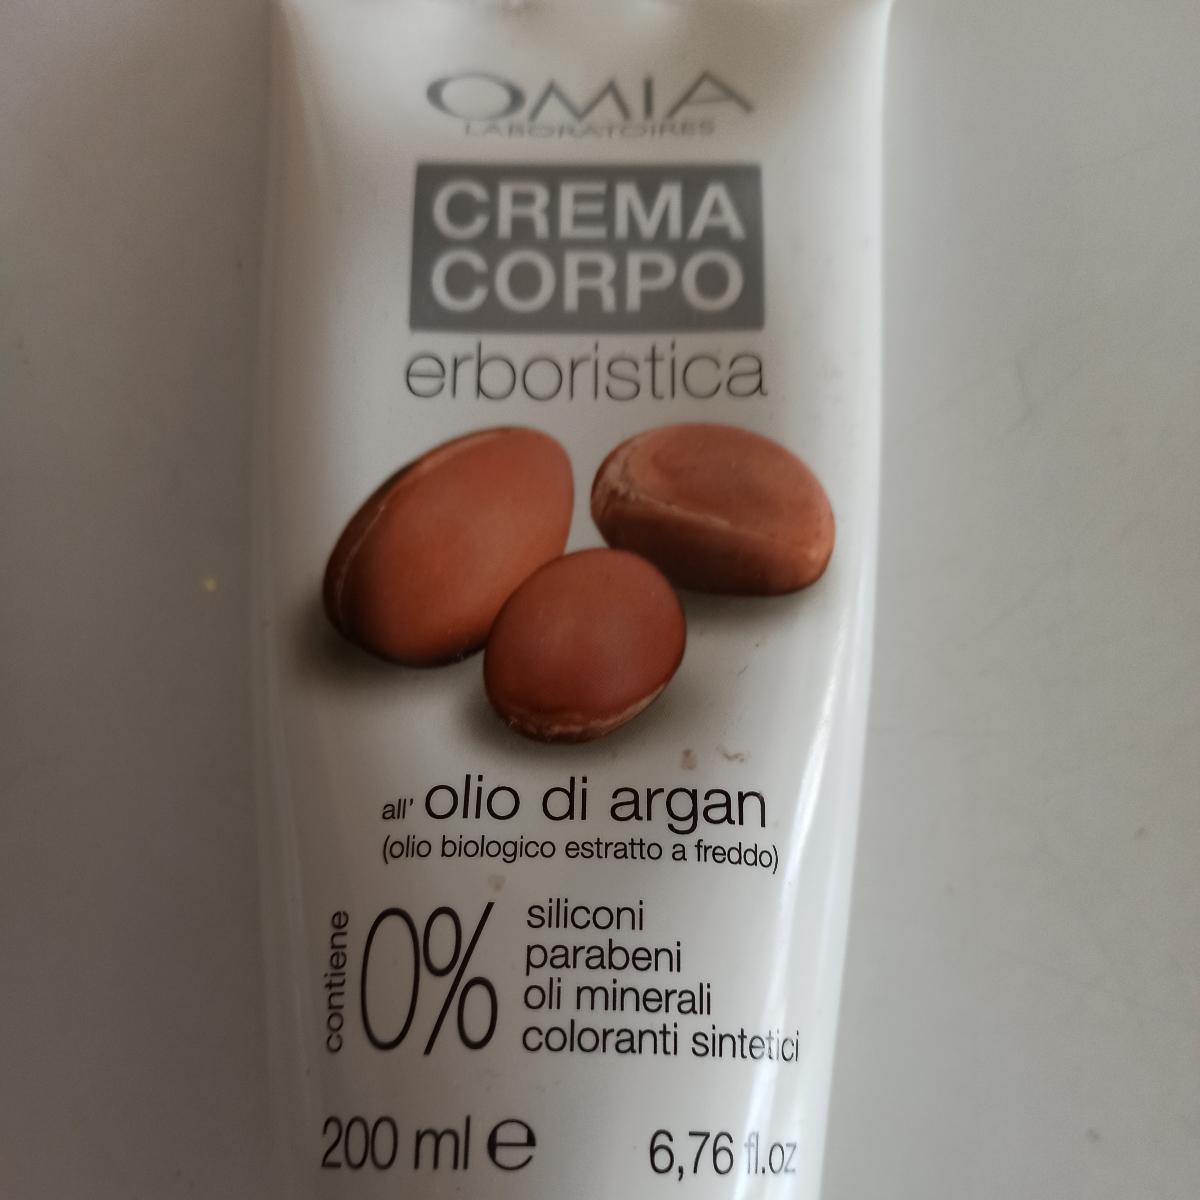 OMIA
LABORATOIRES
CREMA
CORPO
erboristica
all' olio di argan
(olio biologico estratto a freddo)
contiene
0%
siliconi
parabeni
oli minerali
coloranti sintetici
200 ml e
6,76 fl.oz